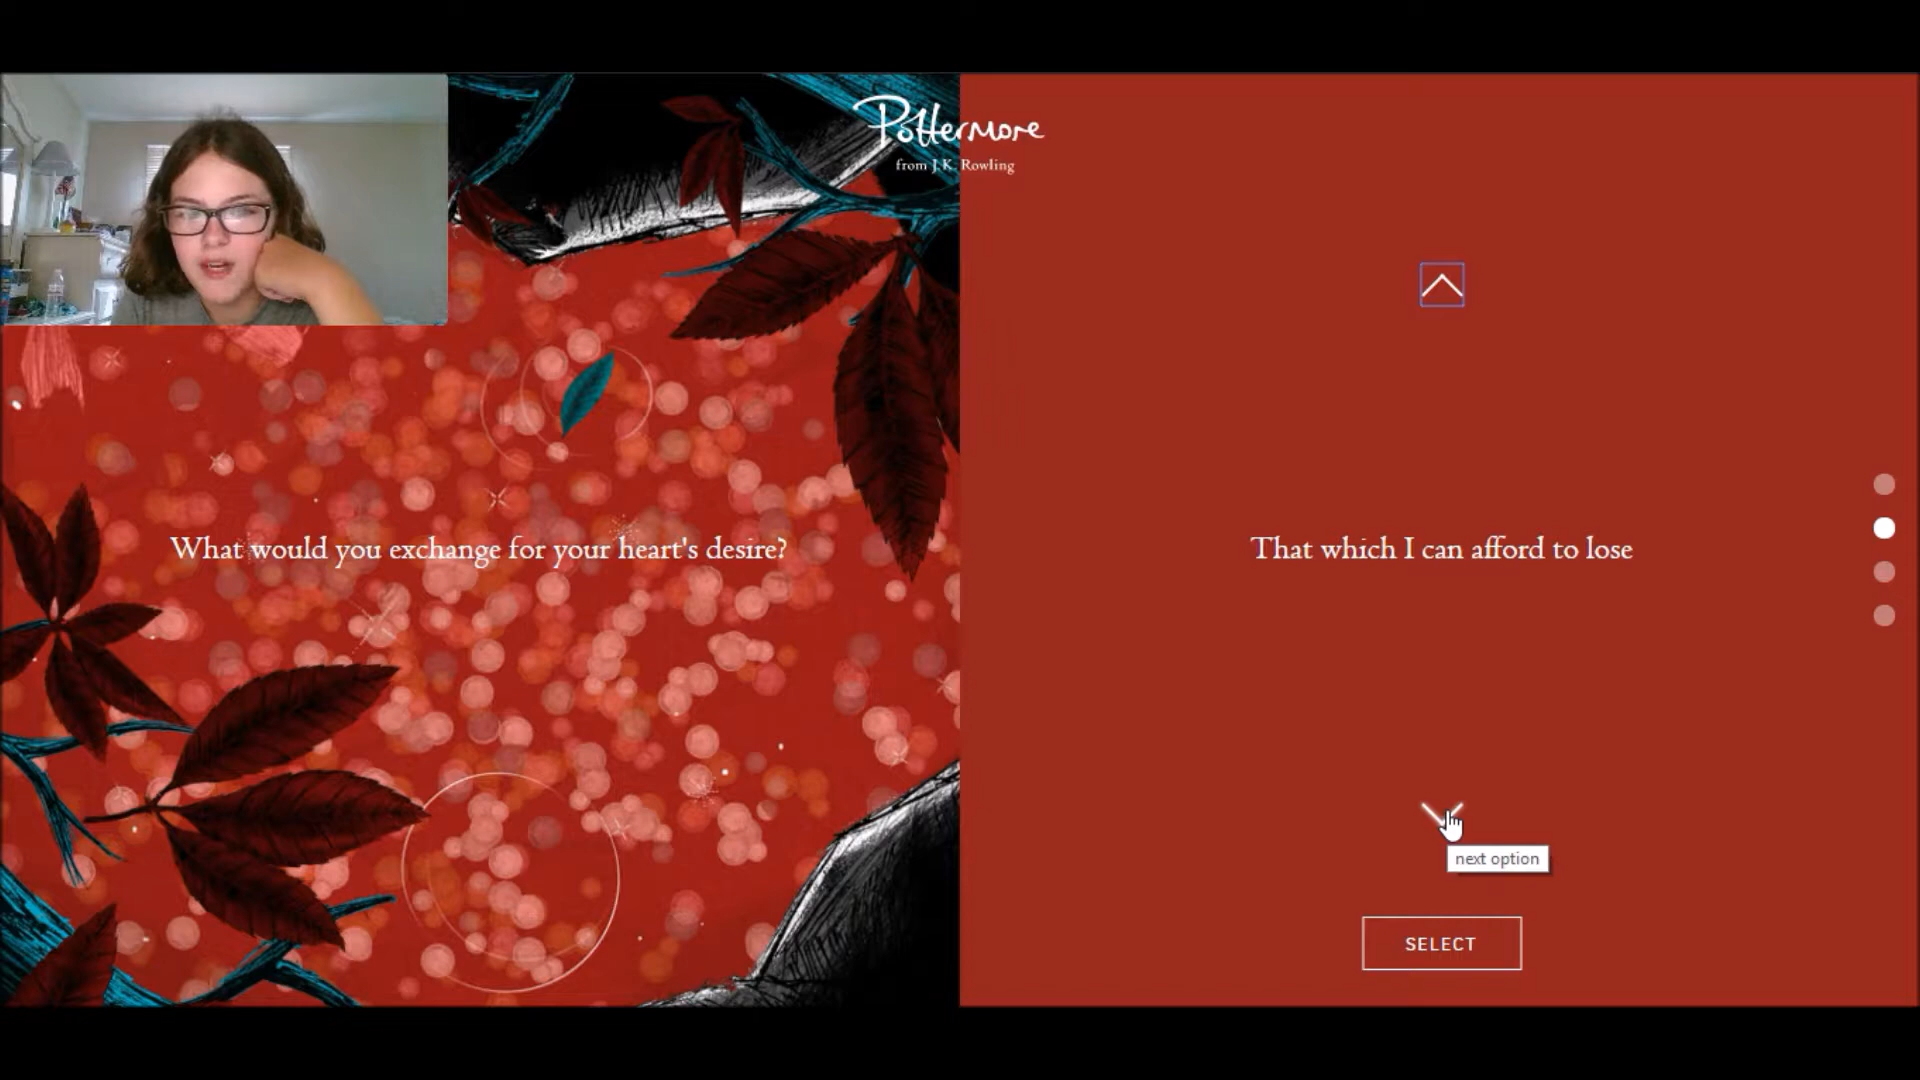 Pottermore
from J.K. Rowling
What would you exchange for your heart's desire?
That which I can afford to lose
next option
SELECT